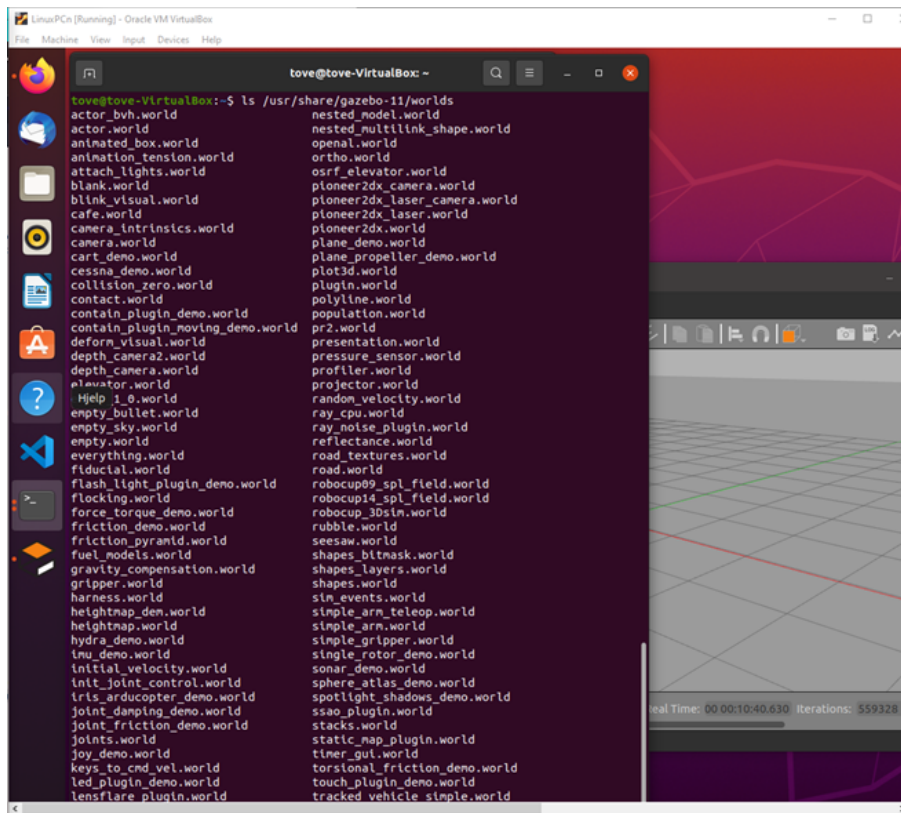 LinuxPCn [Running] - Oracle VM VirtualBox
File Machine View Input Devices Help
tove@tove-VirtualBox: ~
tove@tove-VirtualBox:~$ ls /usr/share/gazebo-11/worlds
actor_bvh.world nested_model.world
actor.world nested_multilink_shape.world
animated_box.world openal.world
animation_tension.world ortho.world
attach_lights.world osrf_elevator.world
blank.world pioneer2dx_camera.world
blink_visual.world pioneer2dx_laser_camera.world
cafe.world pioneer2dx_laser.world
camera_intrinsics.world pioneer2dx.world
camera.world plane_demo.world
cart_demo.world plane_propeller_demo.world
cessna_demo.world plot3d.world
collision_zero.world plugin.world
contact.world polyline.world
contain_plugin_demo.world population.world
contain_plugin_moving_demo.world pr2.world
deform_visual.world presentation.world
depth_camera2.world pressure_sensor.world
depth_camera.world profiler.world
elevator.world projector.world
Hjelp 1_0.world random_velocity.world
empty_bullet.world ray_cpu.world
empty_sky.world ray_noise_plugin.world
empty.world reflectance.world
everything.world road_textures.world
fiducial.world road.world
flash_light_plugin_demo.world robocup09_spl_field.world
flocking.world robocup14_spl_field.world
force_torque_demo.world robocup_3Dsim.world
friction_demo.world rubble.world
friction_pyramid.world seesaw.world
fuel_models.world shapes_bitmask.world
gravity_compensation.world shapes_layers.world
gripper.world shapes.world
harness.world sim_events.world
heightmap_dem.world simple_arm_teleop.world
heightmap.world simple_arm.world
hydra_demo.world simple_gripper.world
imu_demo.world single_rotor_demo.world
initial_velocity.world sonar_demo.world
init_joint_control.world sphere_atlas_demo.world
iris_arducopter_demo.world spotlight_shadows_demo.world
joint_damping_demo.world ssao_plugin.world
joint_friction_demo.world stacks.world
joints.world static_map_plugin.world
joy_demo.world timer_gui.world
keys_to_cmd_vel.world torsional_friction_demo.world
led_plugin_demo.world touch_plugin_demo.world
lensflare_plugin.world tracked_vehicle_simple.world
eal Time: 00 00:10:40.630 Iterations: 559328